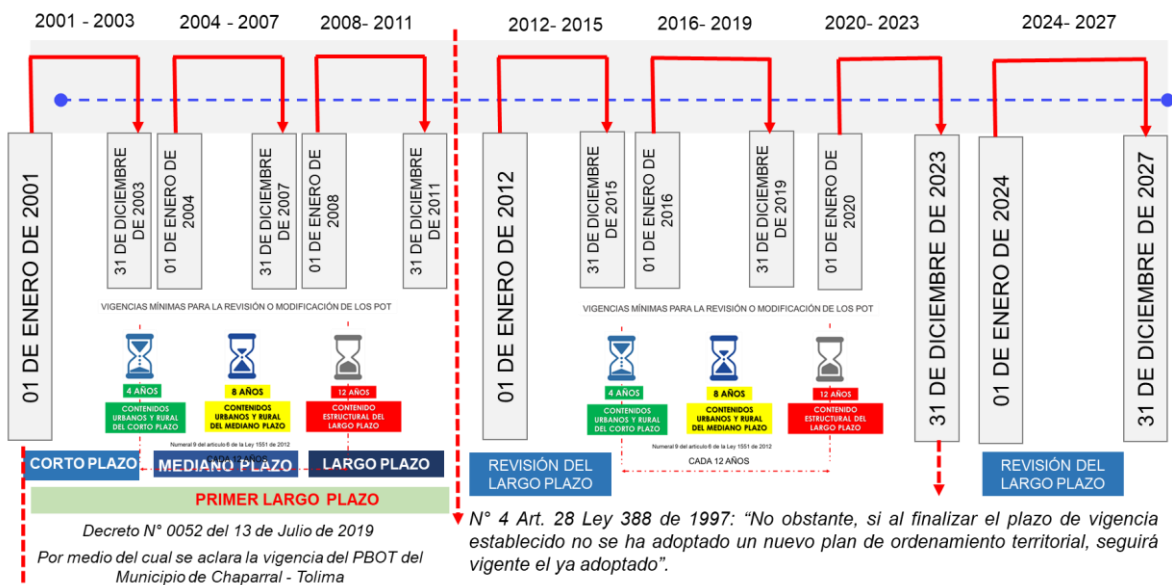 2001 - 2003
2004 - 2007
2008-2011
2012-2015
2016-2019
2020-2023
2024-2027
01 DE ENERO DE 2001
31 DE DICIEMBRE
DE 2003
01 DE ENERO DE
2004
31 DE DICIEMBRE
DE 2007
01 DE ENERO DE
2008
31 DE DICIEMBRE
DE 2011
01 DE ENERO DE 2012
31 DE DICIEMBRE
DE 2015
01 DE ENERO DE
2016
31 DE DICIEMBRE
DE 2019
01 DE ENERO DE
2020
31 DE DICIEMBRE DE 2023
01 DE ENERO DE 2024
31 DE DICIEMBRE DE 2027
VIGENCIAS MÍNIMAS PARA LA REVISIÓN O MODIFICACIÓN DE LOS POT
4 AÑOS
CONTENIDOS
URBANOS Y RURAL
DEL CORTO PLAZO
8 AÑOS
CONTENIDOS
URBANOS Y RURAL
DEL MEDIANO PLAZO
12 AÑOS
CONTENIDO
ESTRUCTURAL DEL
LARGO PLAZO
Numeral 9 del articulo 6 de la Ley 1551 de 2012
CADA 12 AÑOS
CORTO PLAZO
MEDIANO PLAZO
LARGO PLAZO
PRIMER LARGO PLAZO
Decreto N° 0052 del 13 de Julio de 2019
Por medio del cual se aclara la vigencia del PBOT del
Municipio de Chaparral - Tolima
VIGENCIAS MÍNIMAS PARA LA REVISIÓN O MODIFICACIÓN DE LOS POT
4 AÑOS
CONTENIDOS
URBANOS Y RURAL
DEL CORTO PLAZO
8 AÑOS
CONTENIDOS
URBANOS Y RURAL
DEL MEDIANO PLAZO
12 AÑOS
CONTENIDO
ESTRUCTURAL DEL
LARGO PLAZO
Numeral 9 del articulo 6 de la Ley 1551 de 2012
CADA 12 AÑOS
REVISIÓN DEL
LARGO PLAZO
REVISIÓN DEL
LARGO PLAZO
N° 4 Art. 28 Ley 388 de 1997: “No obstante, si al finalizar el plazo de vigencia
establecido no se ha adoptado un nuevo plan de ordenamiento territorial, seguirá
vigente el ya adoptado”.